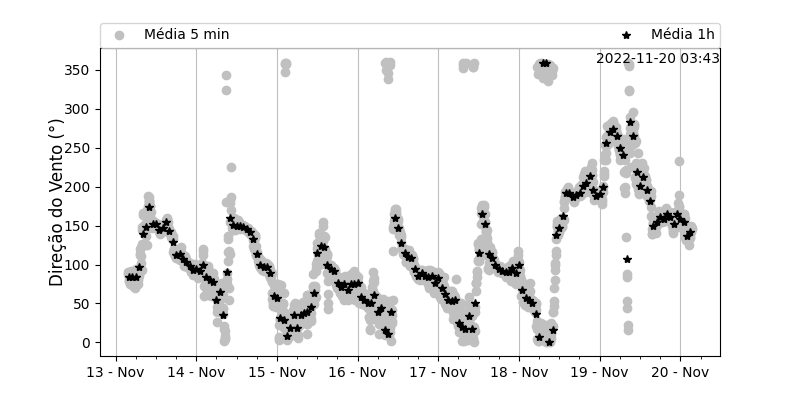 Média 5 min
Média 1h
2022-11-20 03:43
Direção do Vento (°)
350
300
250
200
150
100
50
0
13 - Nov
14 - Nov
15 - Nov
16 - Nov
17 - Nov
18 - Nov
19 - Nov
20 - Nov